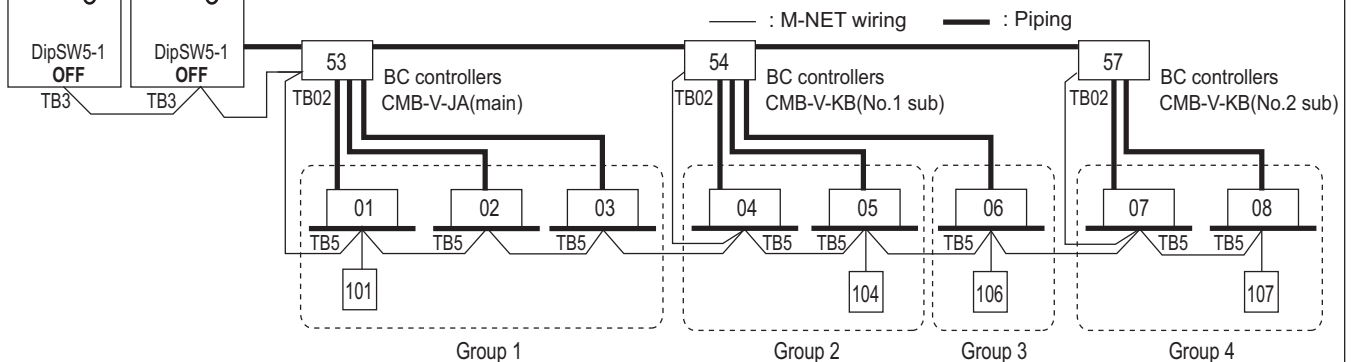 : M-NET wiring : Piping
DipSW5-1 DipSW5-1
OFF OFF
TB3 TB3
53 54 57
BC controllers BC controllers BC controllers
TB02 CMB-V-JA(main) TB02 CMB-V-KB(No.1 sub) TB02 CMB-V-KB(No.2 sub)
01 02 03 04 05 06 07 08
TB5 TB5 TB5 TB5 TB5 TB5 TB5 TB5
101 104 106 107
Group 1 Group 2 Group 3 Group 4